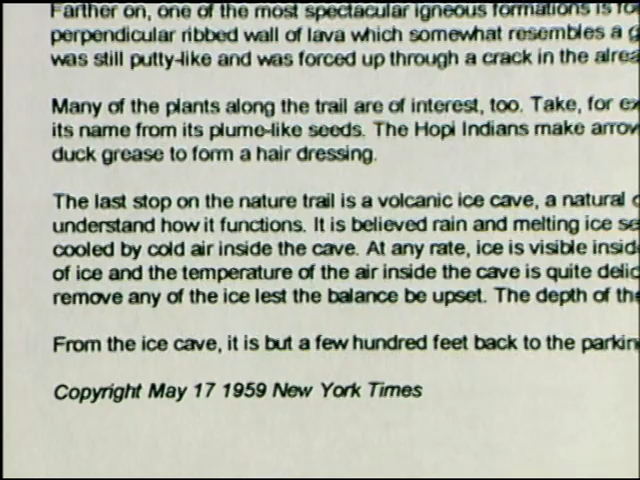 Farther on, one of the most spectacular igneous formations is
perpendicular ribbed wall of lava which somewhat resembles a
was still putty-like and was forced up through a crack in the
Many of the plants along the trail are of interest, too. Take, for
its name from its plume-like seeds. The Hopi Indians make
duck grease to form a hair dressing.
The last stop on the nature trail is a volcanic ice cave, a natural
understand how it functions. It is believed rain and melting ice
cooled by cold air inside the cave. At any rate, ice is visible
of ice and the temperature of the air inside the cave is quite
remove any of the ice lest the balance be upset. The depth of
From the ice cave, it is but a few hundred feet back to the
Copyright May 17 1959 New York Times